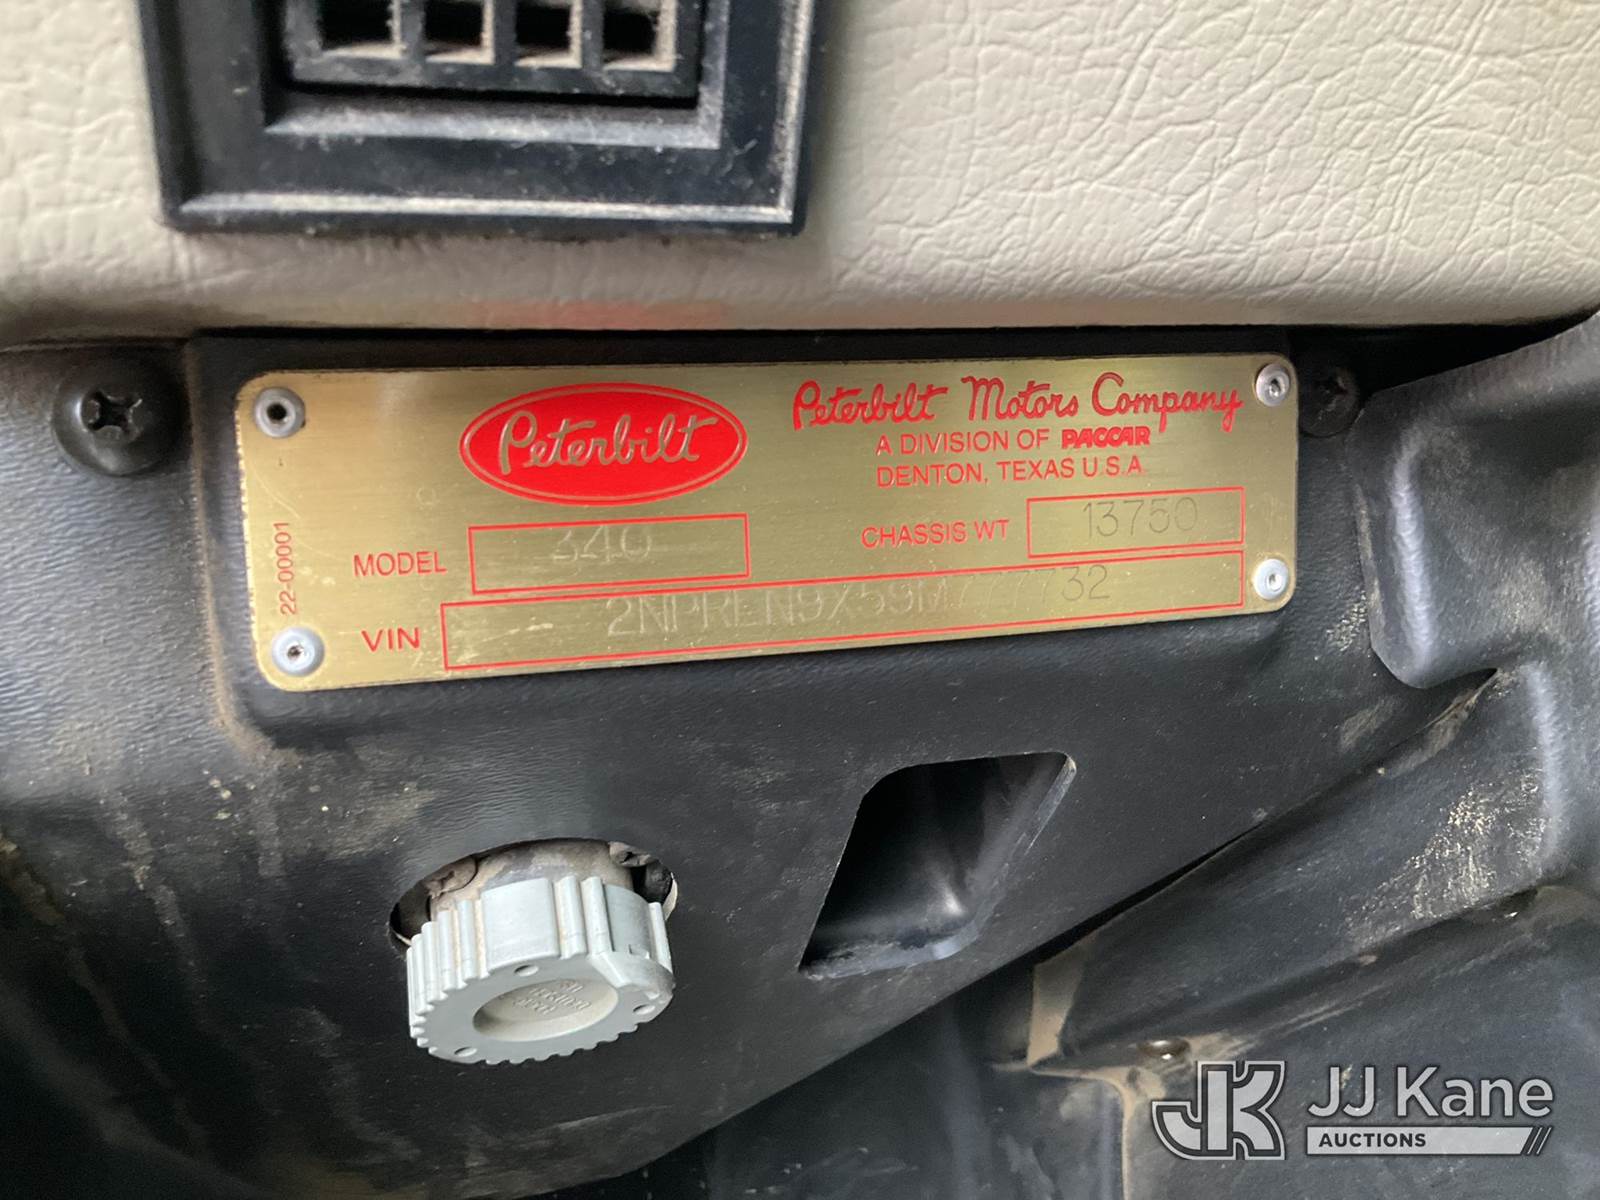 Peterbilt
Peterbilt Motors Company
A DIVISION OF PACCAR
DENTON, TEXAS U.S.A.
22-00001
MODEL 340
CHASSIS WT 13750
VIN 2NPRLN9X59M777732
JK JJ Kane
AUCTIONS